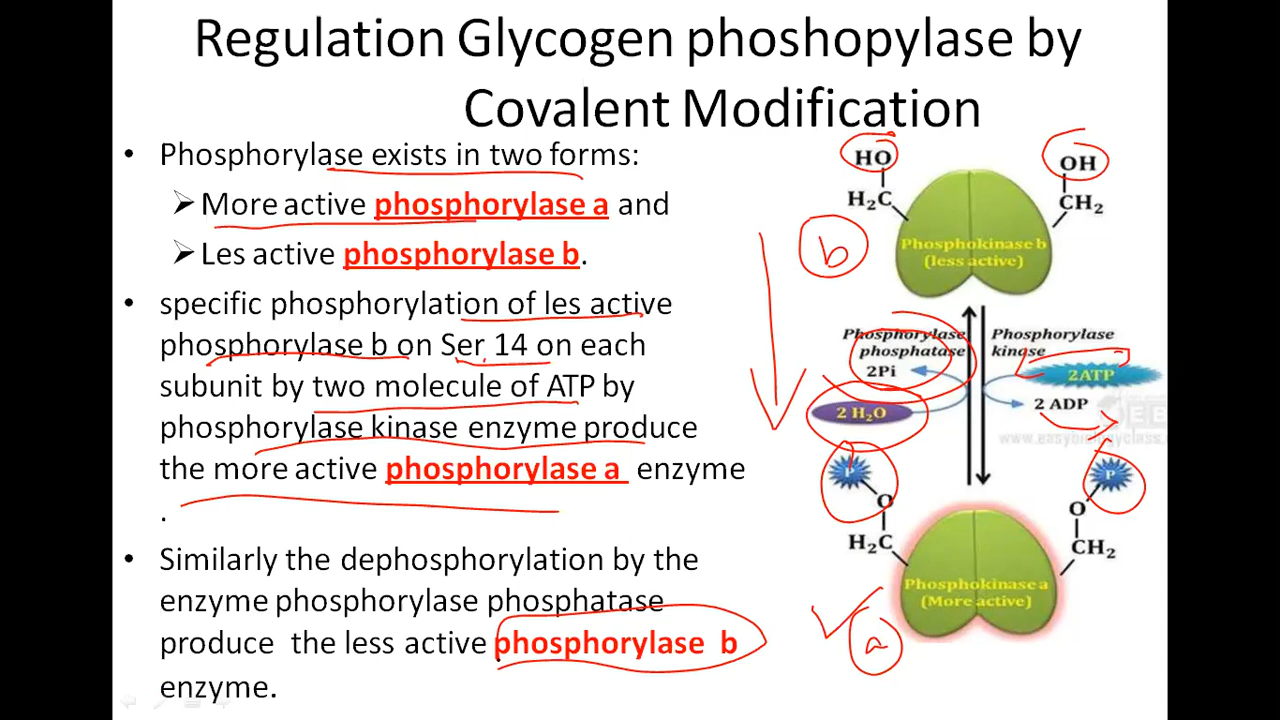 Regulation Glycogen phoshopylase by
Covalent Modification
• Phosphorylase exists in two forms:
➢ More active phosphorylase a and
➢ Les active phosphorylase b.
• specific phosphorylation of les active
phosphorylase b on Ser 14 on each
subunit by two molecule of ATP by
phosphorylase kinase enzyme produce
the more active phosphorylase a enzyme
.
• Similarly the dephosphorylation by the
enzyme phosphorylase phosphatase
produce the less active phosphorylase b
enzyme.
HO
OH
H₂C
CH₂
b
Phosphokinase b
(less active)
Phosphorylase
phosphatase
2Pi
2 H₂O
Phosphorylase
kinase
2ATP
2 ADP
www.easybiologyclass.
P
P
O
O
H₂C
CH₂
Phosphokinase a
(More active)
a